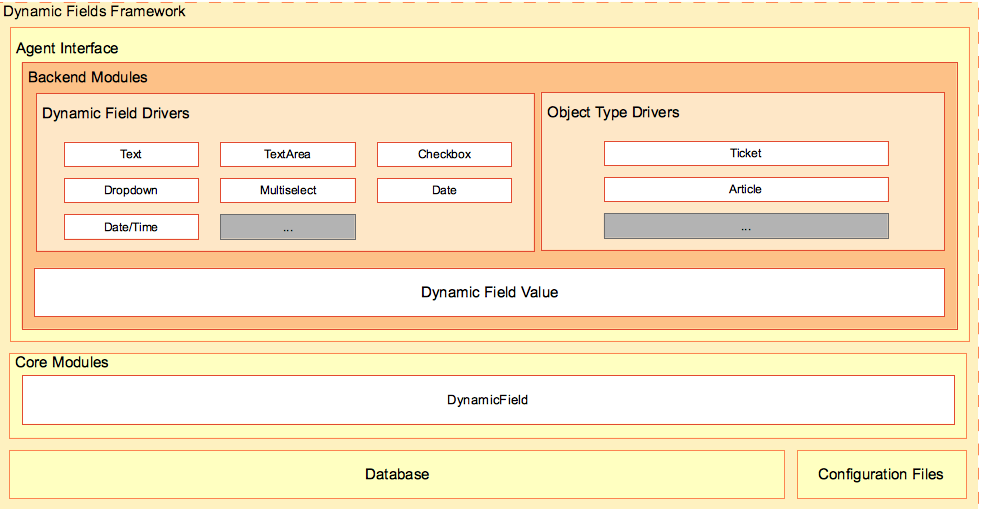 Dynamic Fields Framework
Agent Interface
Backend Modules
Dynamic Field Drivers
Text
TextArea
Checkbox
Dropdown
Multiselect
Date
Date/Time
...
Object Type Drivers
Ticket
Article
...
Dynamic Field Value
Core Modules
DynamicField
Database
Configuration Files